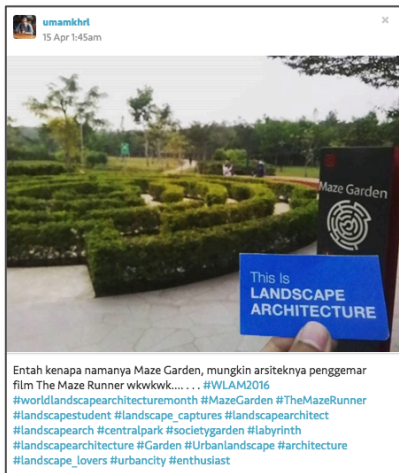 umamkhrl
15 Apr 1:45am
×
Maze Garden
This Is
LANDSCAPE
ARCHITECTURE
Entah kenapa namanya Maze Garden, mungkin arsiteknya penggemar
film The Maze Runner wkwkwk.... . . . #WLAM2016
#worldlandscapearchitecturemonth #MazeGarden #TheMazeRunner
#landscapestudent #landscape_captures #landscapearchitect
#landscapearch #centralpark #societygarden #labyrinth
#landscapearchitecture #Garden #Urbanlandscape #architecture
#landscape_lovers #urbancity #enthusiast